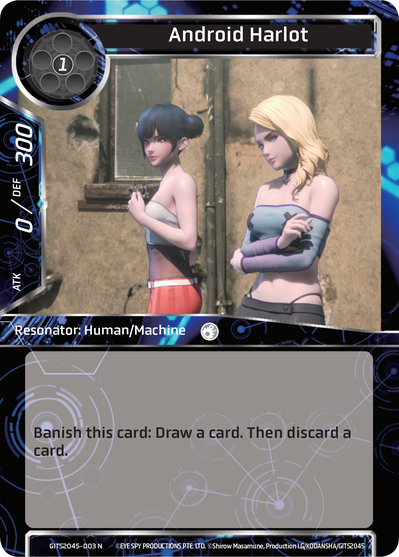 Android Harlot
1
ATK 0 / DEF 300
Resonator: Human/Machine
Banish this card: Draw a card. Then discard a
card.
GITS2045-003 N ©EYE SPY PRODUCTIONS PTE. LTD. ©Shirow Masamune, Production I.G/KODANSHA/GITS2045